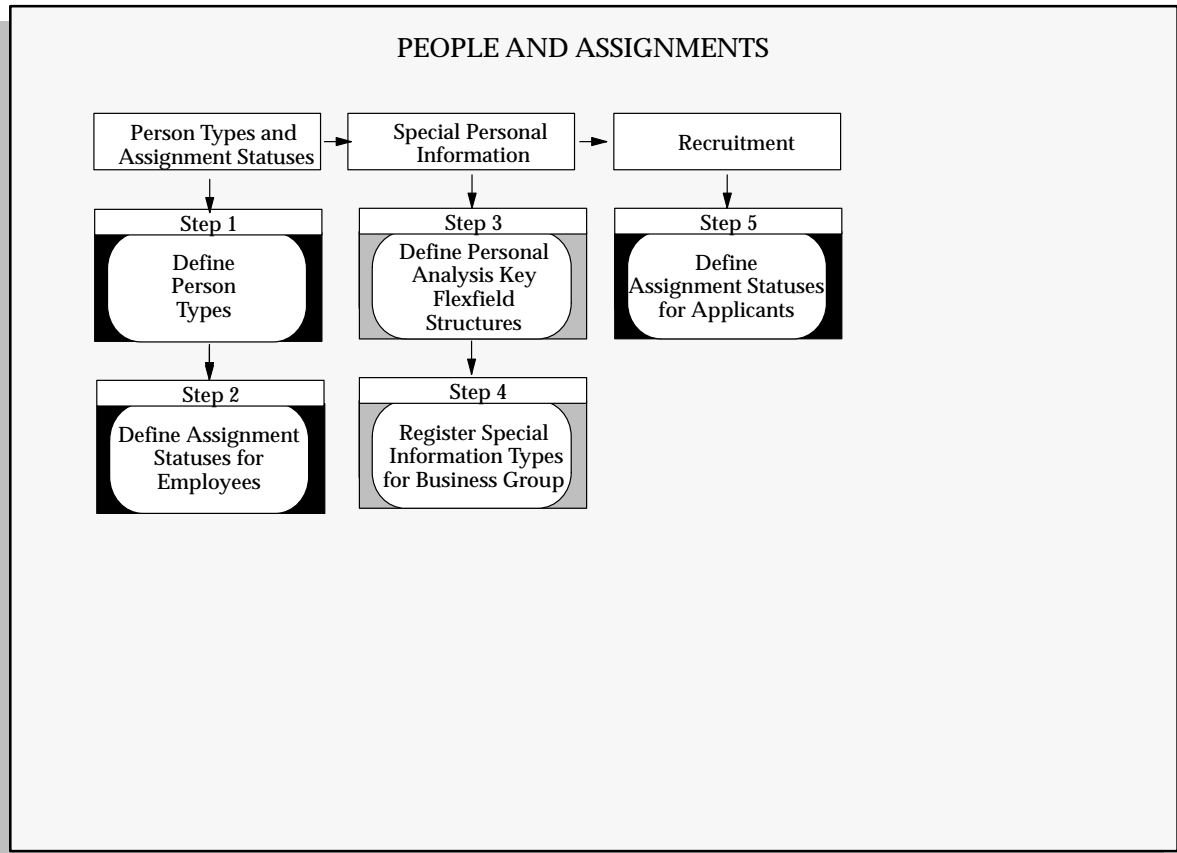 PEOPLE AND ASSIGNMENTS
Person Types and
Assignment Statuses
Special Personal
Information
Recruitment
Step 1
Define
Person
Types
Step 2
Define Assignment
Statuses for
Employees
Step 3
Define Personal
Analysis Key
Flexfield
Structures
Step 4
Register Special
Information Types
for Business Group
Step 5
Define
Assignment Statuses
for Applicants